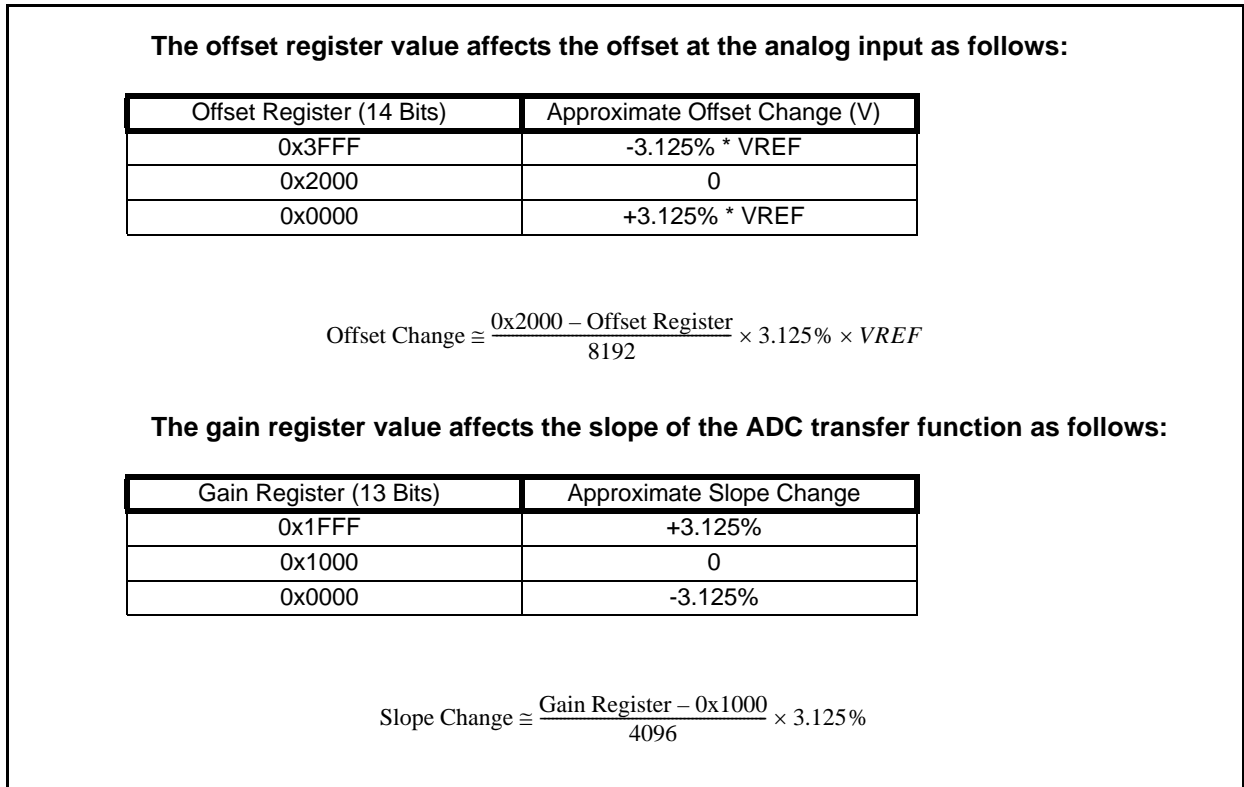 The offset register value affects the offset at the analog input as follows:
Offset Register (14 Bits) Approximate Offset Change (V)
0x3FFF -3.125% * VREF
0x2000 0
0x0000 +3.125% * VREF
Offset Change ≅ 0x2000 – Offset Register / 8192 × 3.125% × VREF
The gain register value affects the slope of the ADC transfer function as follows:
Gain Register (13 Bits) Approximate Slope Change
0x1FFF +3.125%
0x1000 0
0x0000 -3.125%
Slope Change ≅ Gain Register – 0x1000 / 4096 × 3.125%